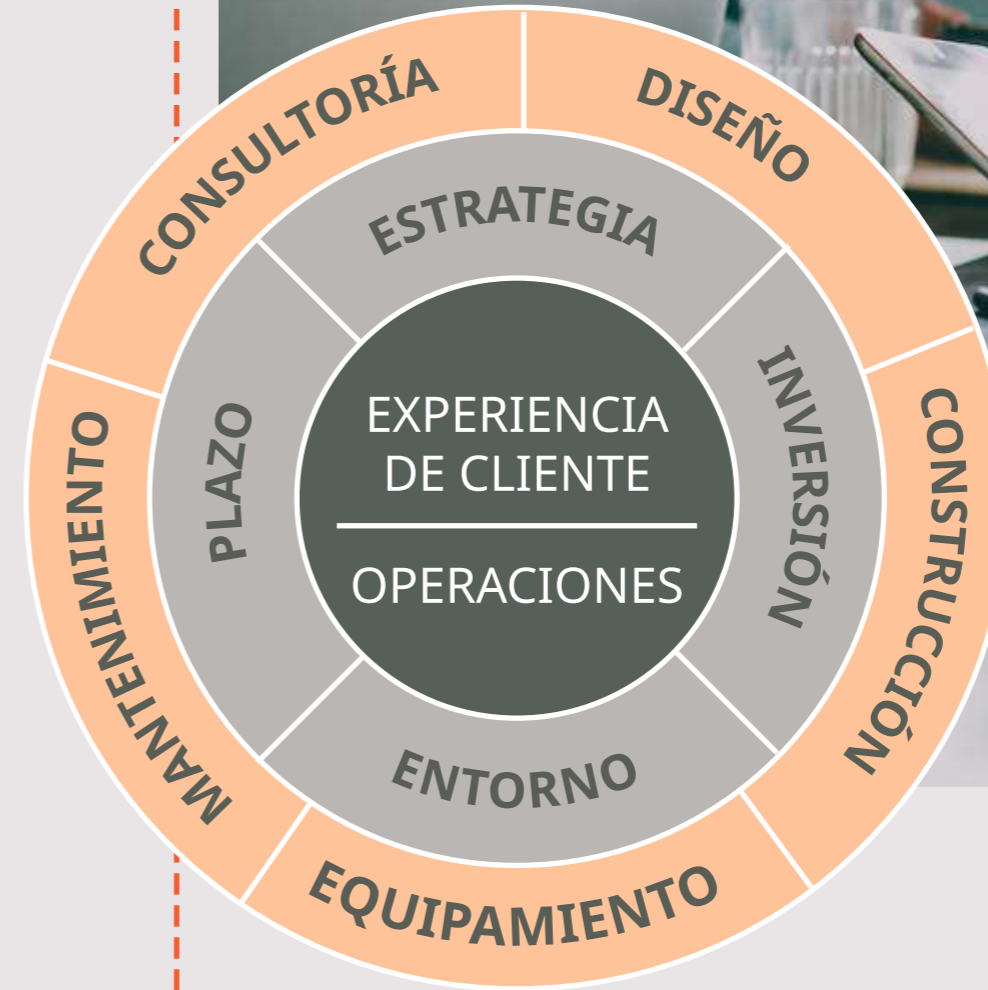 CONSULTORÍA
DISEÑO
CONSTRUCCIÓN
EQUIPAMIENTO
MANTENIMIENTO
ESTRATEGIA
INVERSIÓN
ENTORNO
PLAZO
EXPERIENCIA
DE CLIENTE
OPERACIONES